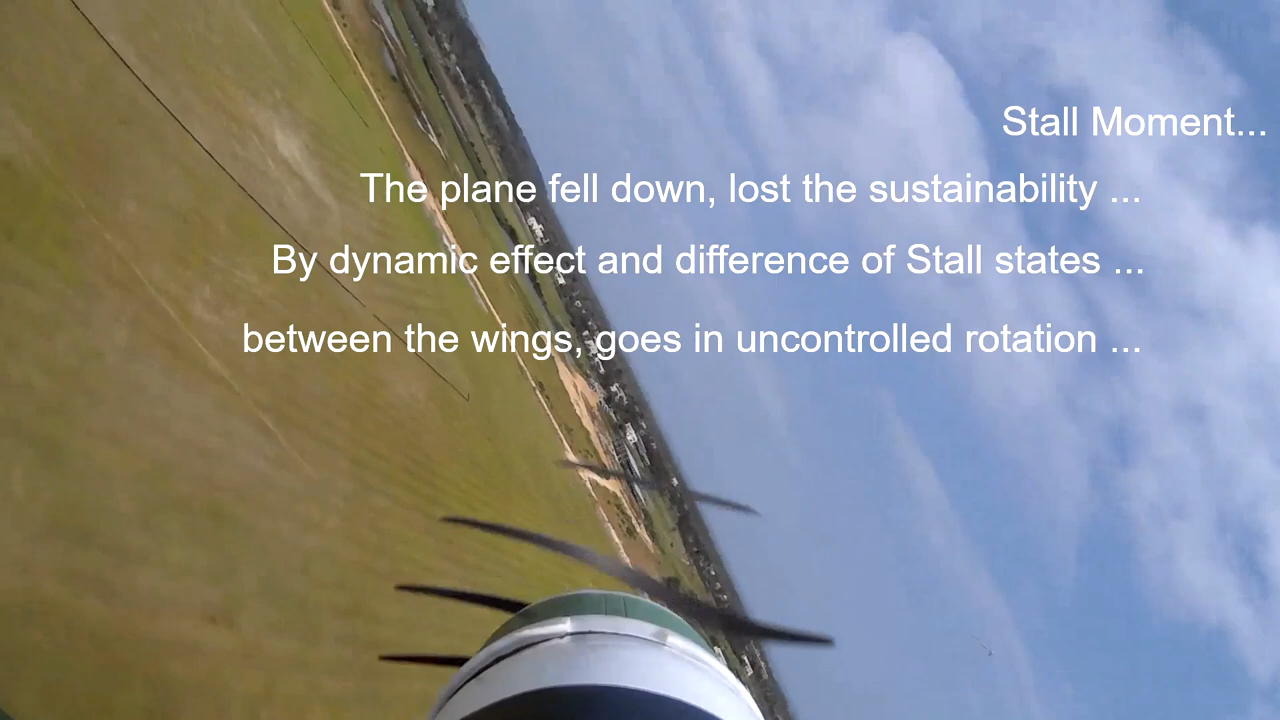 Stall Moment...
The plane fell down, lost the sustainability ...
By dynamic effect and difference of Stall states ...
between the wings, goes in uncontrolled rotation ...